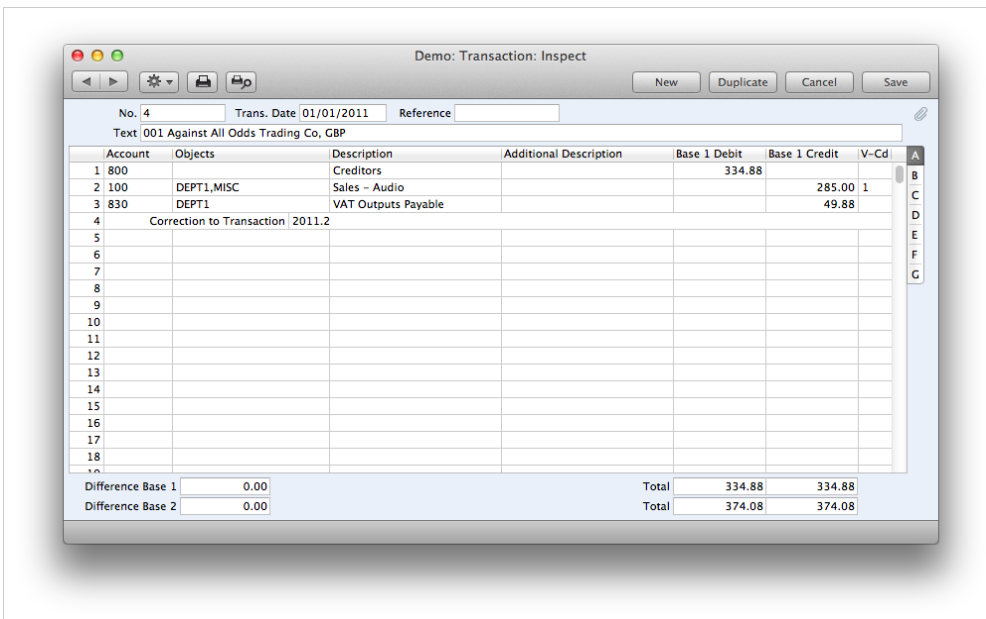 Demo: Transaction: Inspect
New Duplicate Cancel Save
No. 4 Trans. Date 01/01/2011 Reference
Text 001 Against All Odds Trading Co, GBP
Account Objects Description Additional Description Base 1 Debit Base 1 Credit V-Cd A
1 800 Creditors 334.88 B
2 100 DEPT1,MISC Sales - Audio 285.00 1 C
3 830 DEPT1 VAT Outputs Payable 49.88
4 Correction to Transaction 2011.2 D
5 E
6 F
7 G
8
9
10
11
12
13
14
15
16
17
18
Difference Base 1 0.00 Total 334.88 334.88
Difference Base 2 0.00 Total 374.08 374.08